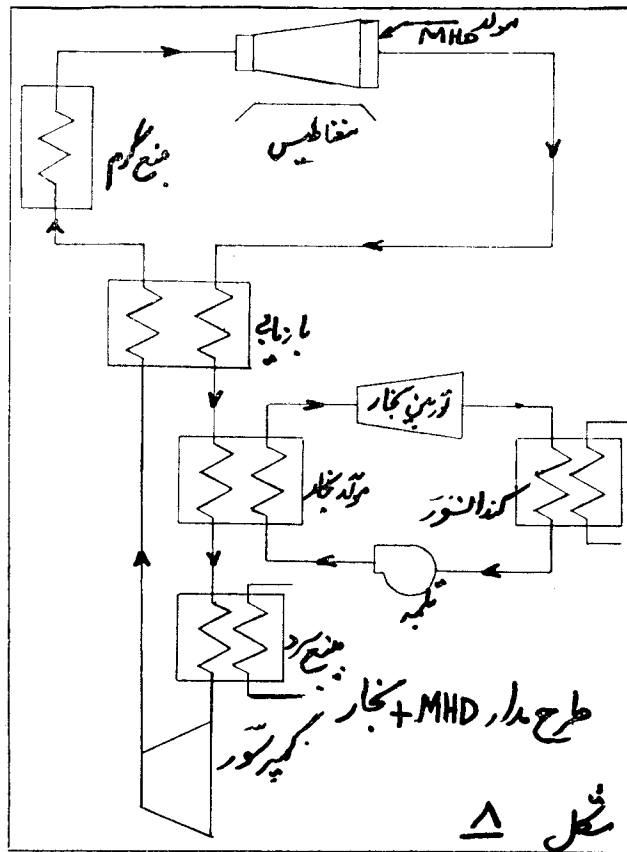 مولد MHD
مغناطیس
منبع گرم
بازیابی
توربین بخار
مولد بخار
کندانسور
تلمبه
منبع سرد
طرح مدار MHD + بخار
کمپرسور
شکل ۸